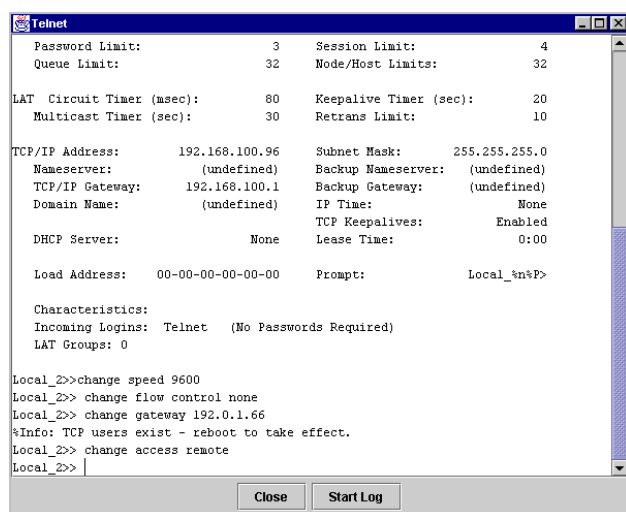 Telnet
Password Limit: 3 Session Limit: 4
Queue Limit: 32 Node/Host Limits: 32
LAT Circuit Timer (msec): 80 Keepalive Timer (sec): 20
Multicast Timer (sec): 30 Retrans Limit: 10
TCP/IP Address: 192.168.100.96 Subnet Mask: 255.255.255.0
Nameserver: (undefined) Backup Nameserver: (undefined)
TCP/IP Gateway: 192.168.100.1 Backup Gateway: (undefined)
Domain Name: (undefined) IP Time: None
TCP Keepalives: Enabled
DHCP Server: None Lease Time: 0:00
Load Address: 00-00-00-00-00-00 Prompt: Local_%n%P>
Characteristics:
Incoming Logins: Telnet (No Passwords Required)
LAT Groups: 0
Local_2>>change speed 9600
Local_2>> change flow control none
Local_2>> change gateway 192.0.1.66
%Info: TCP users exist - reboot to take effect.
Local_2>> change access remote
Local_2>>
Close Start Log